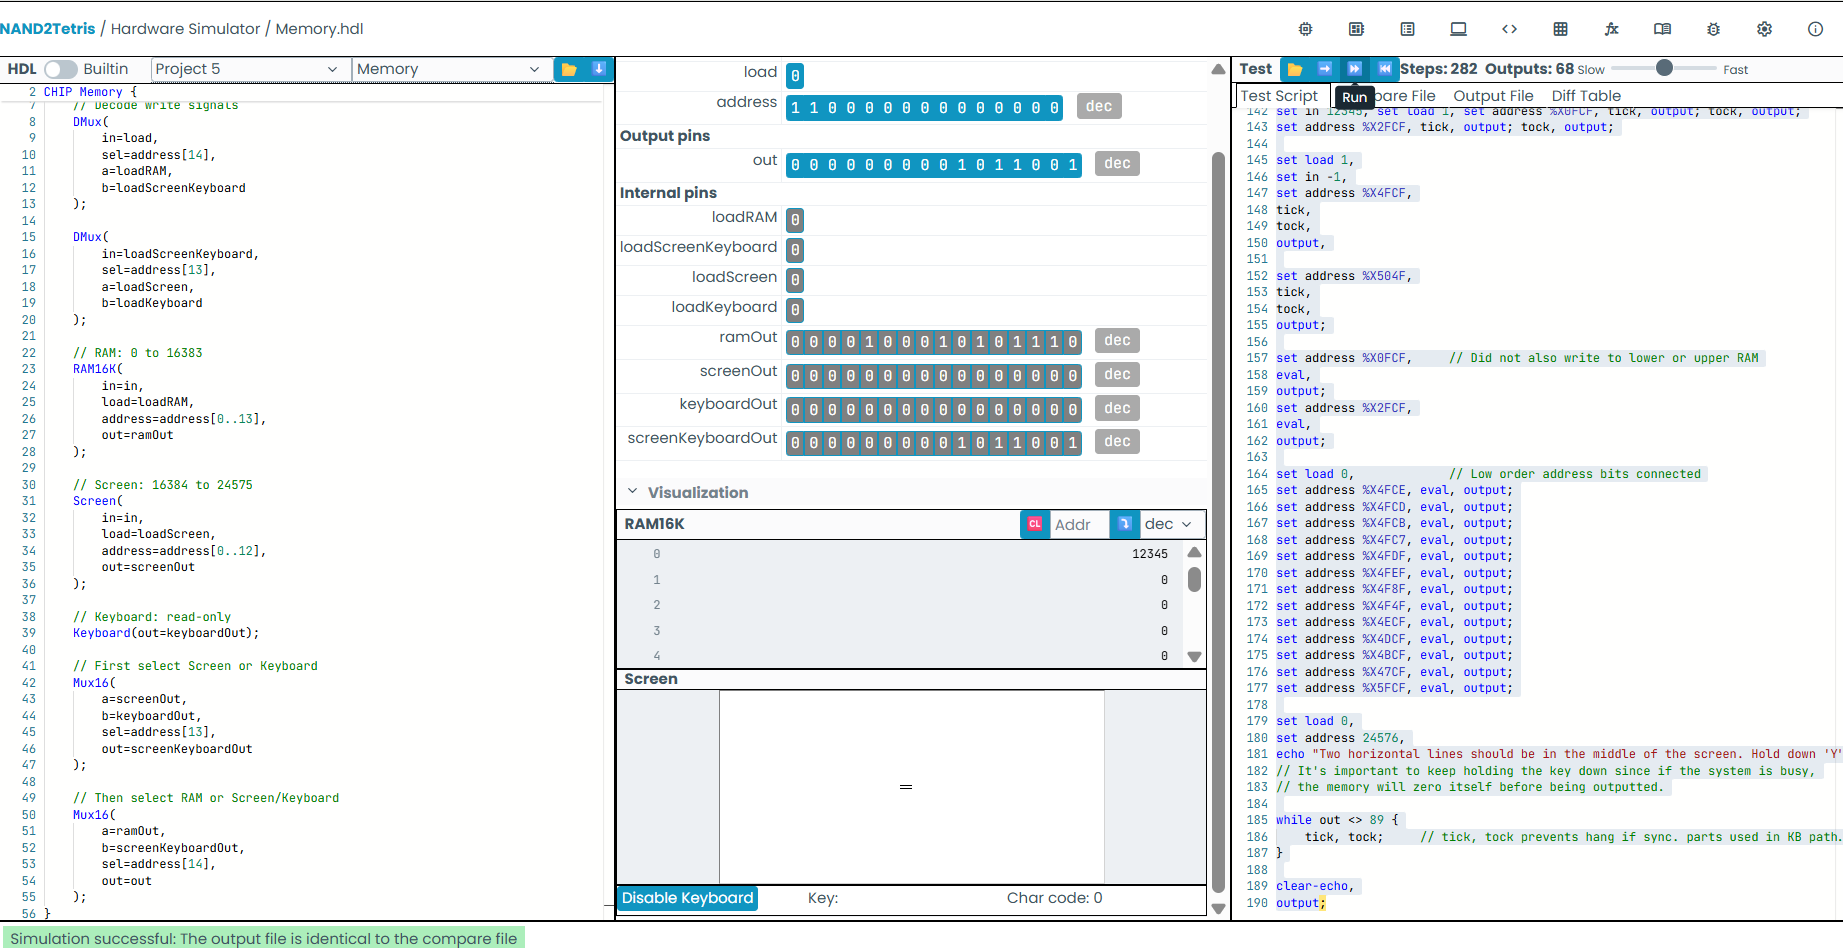 NAND2Tetris / Hardware Simulator / Memory.hdl
HDL Builtin Project 5 Memory
2 CHIP Memory {
7 // Decode write signals
8 DMux(
9 in=load,
10 sel=address[14],
11 a=loadRAM,
12 b=loadScreenKeyboard
13 );
14
15 DMux(
16 in=loadScreenKeyboard,
17 sel=address[13],
18 a=loadScreen,
19 b=loadKeyboard
20 );
21
22 // RAM: 0 to 16383
23 RAM16K(
24 in=in,
25 load=loadRAM,
26 address=address[0..13],
27 out=ramOut
28 );
29
30 // Screen: 16384 to 24575
31 Screen(
32 in=in,
33 load=loadScreen,
34 address=address[0..12],
35 out=screenOut
36 );
37
38 // Keyboard: read-only
39 Keyboard(out=keyboardOut);
40
41 // First select Screen or Keyboard
42 Mux16(
43 a=screenOut,
44 b=keyboardOut,
45 sel=address[13],
46 out=screenKeyboardOut
47 );
48
49 // Then select RAM or Screen/Keyboard
50 Mux16(
51 a=ramOut,
52 b=screenKeyboardOut,
53 sel=address[14],
54 out=out
55 );
56 }
load 0
address 1 1 0 0 0 0 0 0 0 0 0 0 0 0 0 dec
Output pins
out 0 0 0 0 0 0 0 0 0 1 0 1 1 0 0 1 dec
Internal pins
loadRAM 0
loadScreenKeyboard 0
loadScreen 0
loadKeyboard 0
ramOut 0 0 0 0 1 0 0 0 1 0 1 0 1 1 1 0 dec
screenOut 0 0 0 0 0 0 0 0 0 0 0 0 0 0 0 0 dec
keyboardOut 0 0 0 0 0 0 0 0 0 0 0 0 0 0 0 0 dec
screenKeyboardOut 0 0 0 0 0 0 0 0 0 1 0 1 1 0 0 1 dec
Visualization
RAM16K CL Addr dec
0 12345
1 0
2 0
3 0
4 0
Screen
Disable Keyboard Key: Char code: 0
Test Steps: 282 Outputs: 68 Slow Fast
Test Script Run pare File Output File Diff Table
142 set in 12345, set load 1, set address %X0FCF, tick, output; tock, output;
143 set address %X2FCF, tick, output; tock, output;
144
145 set load 1,
146 set in -1,
147 set address %X4FCF,
148 tick,
149 tock,
150 output,
151
152 set address %X504F,
153 tick,
154 tock,
155 output;
156
157 set address %X0FCF, // Did not also write to lower or upper RAM
158 eval,
159 output;
160 set address %X2FCF,
161 eval,
162 output;
163
164 set load 0, // Low order address bits connected
165 set address %X4FCE, eval, output;
166 set address %X4FCD, eval, output;
167 set address %X4FCB, eval, output;
168 set address %X4FC7, eval, output;
169 set address %X4FDF, eval, output;
170 set address %X4FEF, eval, output;
171 set address %X4F8F, eval, output;
172 set address %X4F4F, eval, output;
173 set address %X4ECF, eval, output;
174 set address %X4DCF, eval, output;
175 set address %X4BCF, eval, output;
176 set address %X47CF, eval, output;
177 set address %X5FCF, eval, output;
178
179 set load 0,
180 set address 24576,
181 echo "Two horizontal lines should be in the middle of the screen. Hold down 'Y'
182 // It's important to keep holding the key down since if the system is busy,
183 // the memory will zero itself before being outputted.
184
185 while out <> 89 {
186 tick, tock; // tick, tock prevents hang if sync. parts used in KB path.
187 }
188
189 clear-echo,
190 output;
Simulation successful: The output file is identical to the compare file